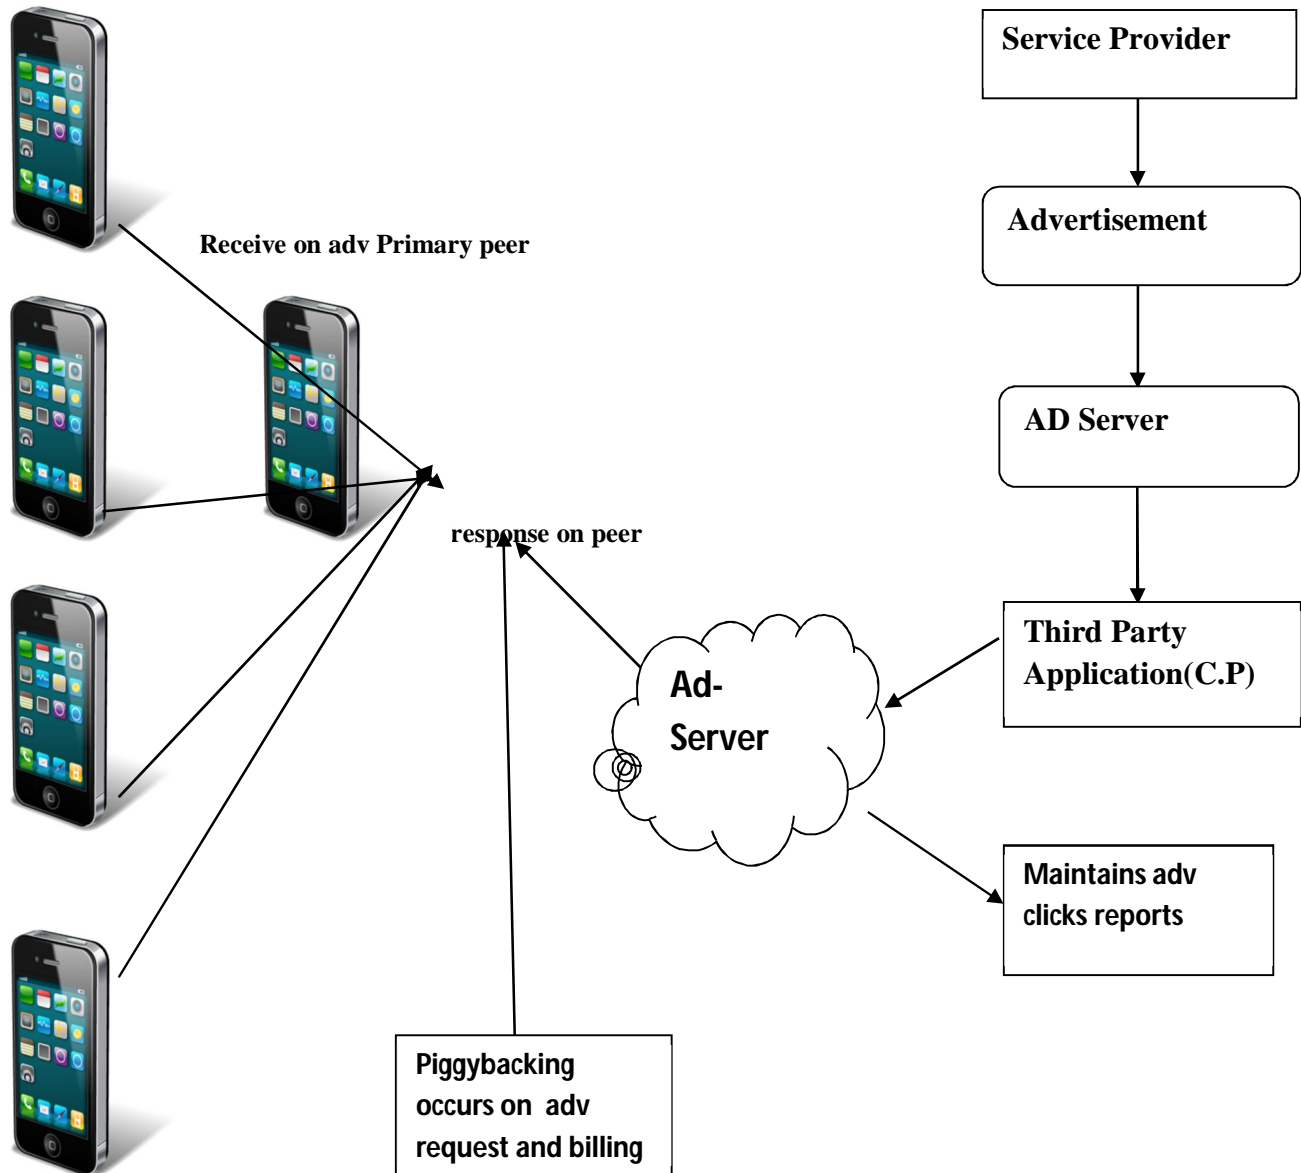 Service Provider
Advertisement
Receive on adv Primary peer
AD Server
response on peer
Third Party
Application(C.P)
Ad-
Server
Maintains adv
clicks reports
Piggybacking
occurs on adv
request and billing